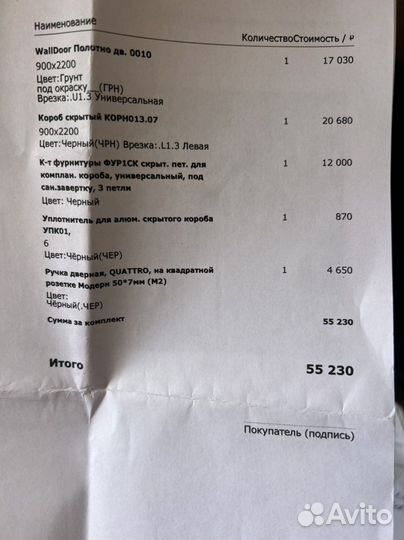 Наименование
Количество Стоимость / ₽
WallDoor Полотно дв. 0010 1 17 030
900x2200
Цвет:Грунт
под окраску__(ГРН)
Врезка:.U1.3 Универсальная
Короб скрытый КОРН013.07 1 20 680
900x2200
Цвет:Черный(ЧРН) Врезка:.L1.3 Левая
К-т фурнитуры ФУР1СК скрыт. пет. для 1 12 000
комплан. короба, универсальный, под
сан.завертку, 3 петли
Цвет: Черный
Уплотнитель для алюм. скрытого короба 1 870
УПК01,
6
Цвет:Чёрный(ЧЕР)
Ручка дверная, QUATTRO, на квадратной 1 4 650
розетке Модерн 50*7мм (М2)
Цвет:
Чёрный(.ЧЕР)
Сумма за комплект 55 230
Итого 55 230
Покупатель (подпись)
Avito